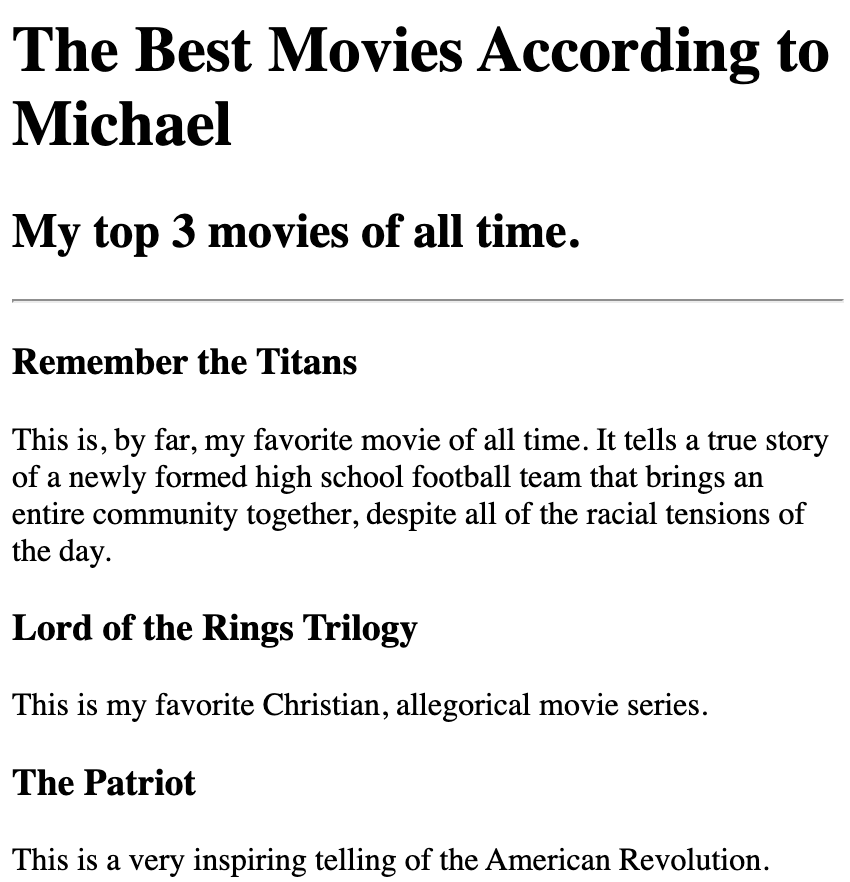 The Best Movies According to
Michael
My top 3 movies of all time.
Remember the Titans
This is, by far, my favorite movie of all time. It tells a true story
of a newly formed high school football team that brings an
entire community together, despite all of the racial tensions of
the day.
Lord of the Rings Trilogy
This is my favorite Christian, allegorical movie series.
The Patriot
This is a very inspiring telling of the American Revolution.